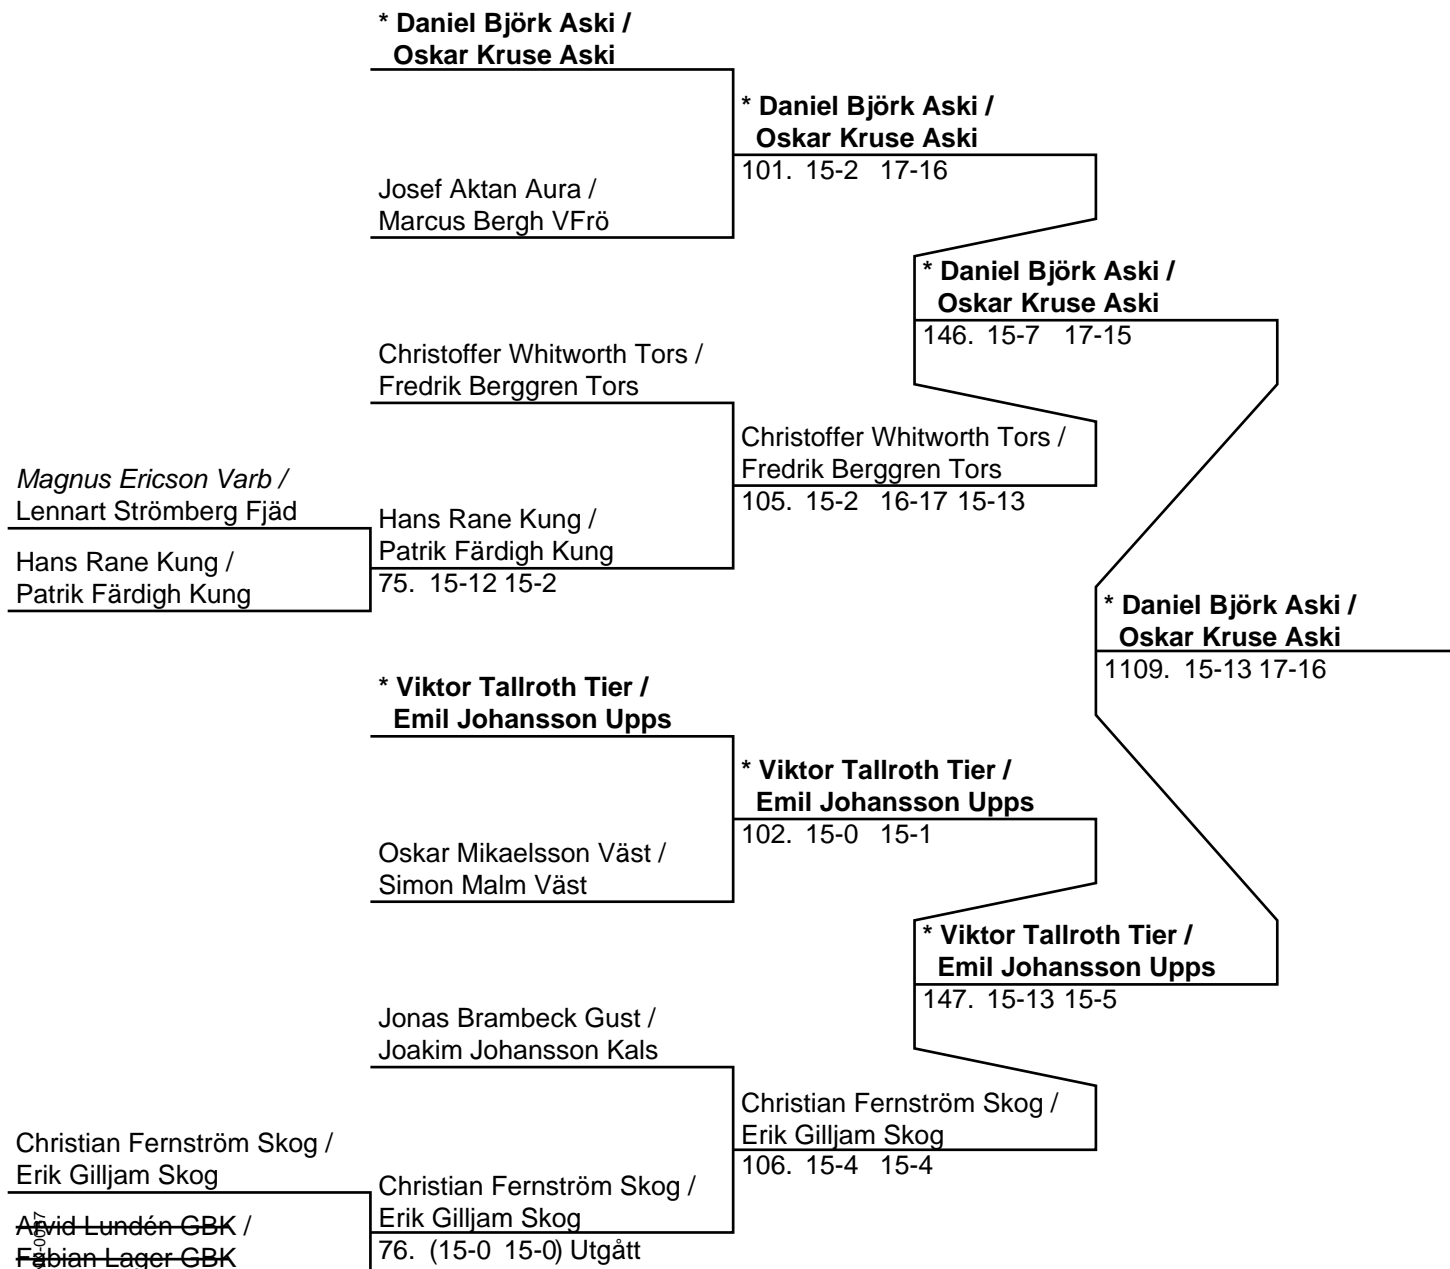 * Daniel Björk Aski /
Oskar Kruse Aski
* Daniel Björk Aski /
Oskar Kruse Aski
101. 15-2 17-16
Josef Aktan Aura /
Marcus Bergh VFrö
* Daniel Björk Aski /
Oskar Kruse Aski
146. 15-7 17-15
Christoffer Whitworth Tors /
Fredrik Berggren Tors
Christoffer Whitworth Tors /
Fredrik Berggren Tors
105. 15-2 16-17 15-13
Magnus Ericson Varb /
Lennart Strömberg Fjäd
Hans Rane Kung /
Patrik Färdigh Kung
75. 15-12 15-2
Hans Rane Kung /
Patrik Färdigh Kung
* Daniel Björk Aski /
Oskar Kruse Aski
1109. 15-13 17-16
* Viktor Tallroth Tier /
Emil Johansson Upps
* Viktor Tallroth Tier /
Emil Johansson Upps
102. 15-0 15-1
Oskar Mikaelsson Väst /
Simon Malm Väst
* Viktor Tallroth Tier /
Emil Johansson Upps
147. 15-13 15-5
Jonas Brambeck Gust /
Joakim Johansson Kals
Christian Fernström Skog /
Erik Gilljam Skog
106. 15-4 15-4
Christian Fernström Skog /
Erik Gilljam Skog
Christian Fernström Skog /
Erik Gilljam Skog
76. (15-0 15-0) Utgått
Arvid Lundén GBK /
Fabian Lager GBK